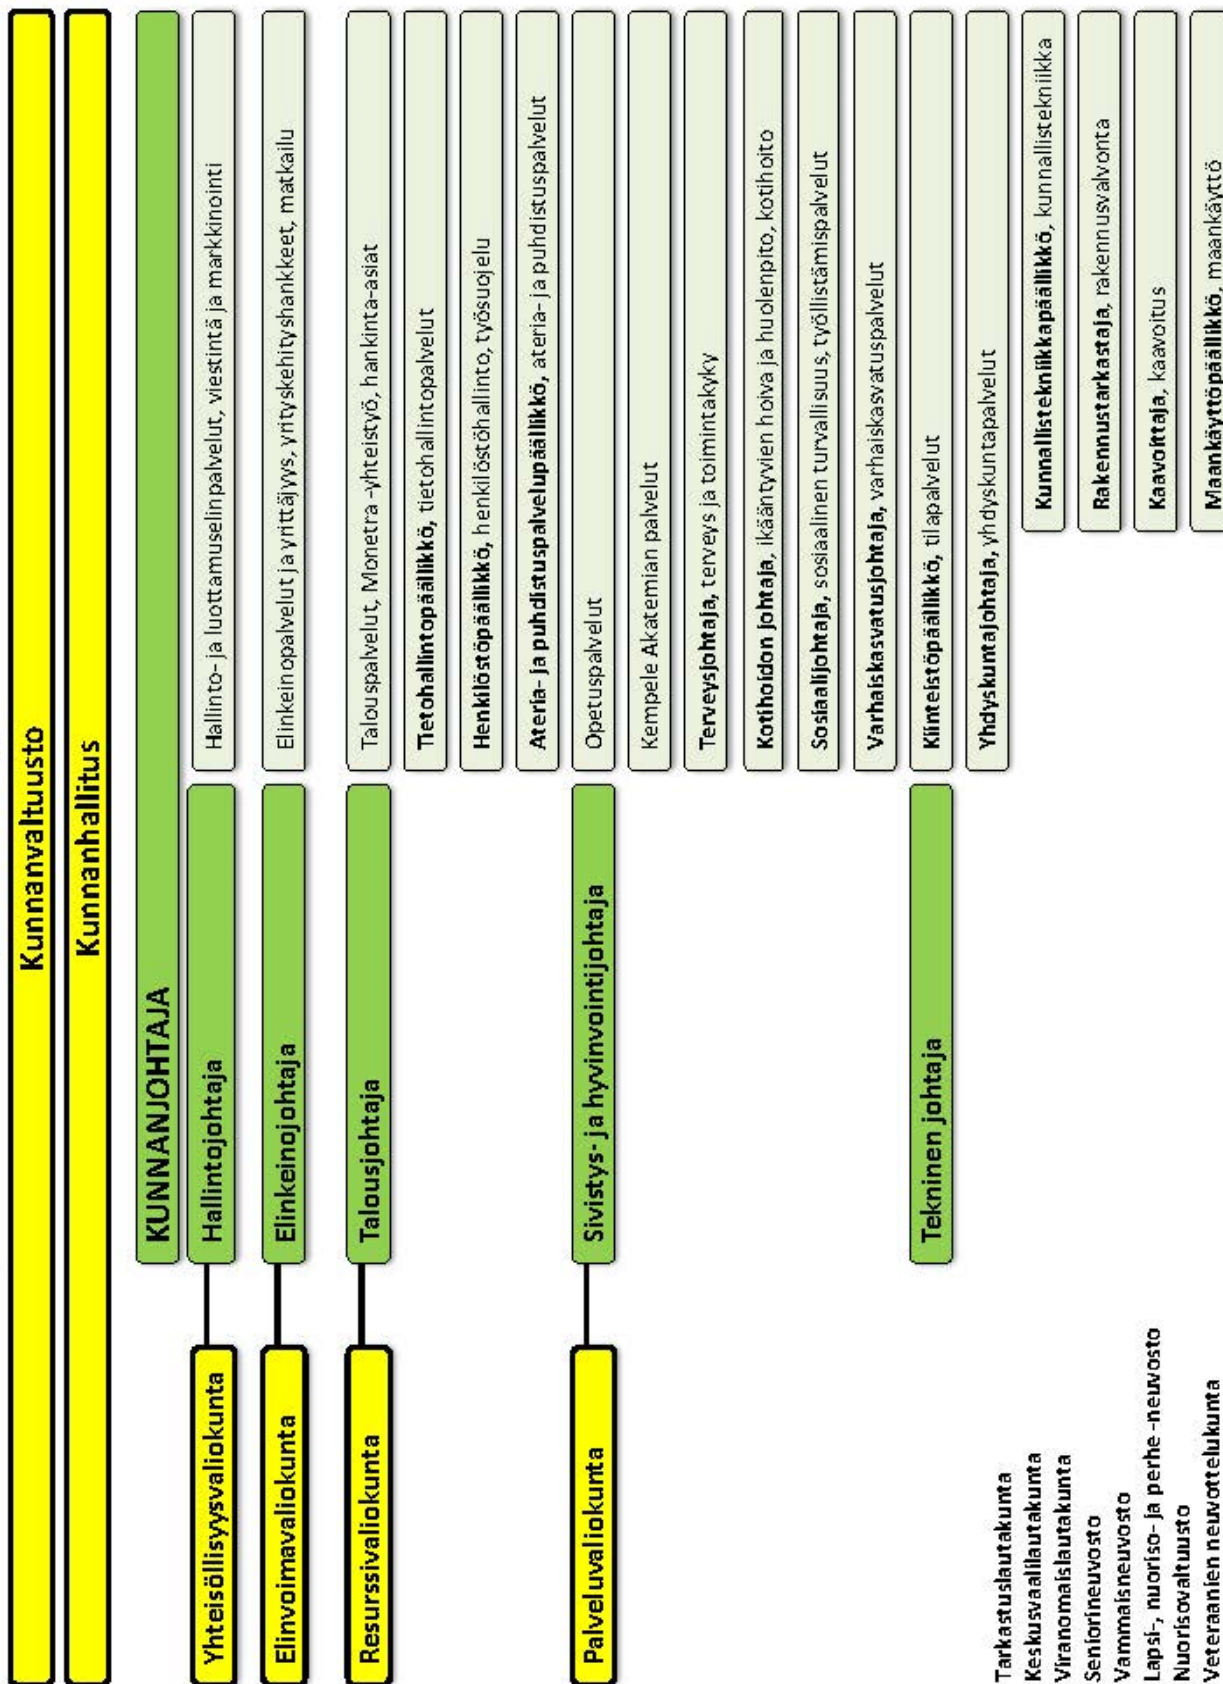 Kunnanvaltuusto
Kunnanhallitus
KUNNANJOHTAJA
Yhteisöllisyysvaliokunta
Hallintojohtaja
Hallinto- ja luottamuselinpalvelut, viestintä ja markkinointi
Elinvoimavaliokunta
Elinkeinojohtaja
Elinkeinopalvelut ja yrittäjyys, yrityskehityshankkeet, matkailu
Resurssivaliokunta
Talousjohtaja
Talouspalvelut, Monetra -yhteistyö, hankinta-asiat
Tietohallintopäällikkö, tietohallintopalvelut
Henkilöstöpäällikkö, henkilöstöhallinto, työsuojelu
Ateria- ja puhdistuspalvelupäällikkö, ateria- ja puhdistuspalvelut
Palveluvaliokunta
Sivistys- ja hyvinvointijohtaja
Opetuspalvelut
Kempele Akatemian palvelut
Terveysjohtaja, terveys ja toimintakyky
Kotihoidon johtaja, ikääntyvien hoiva ja huolenpito, kotihoito
Sosiaalijohtaja, sosiaalinen turvallisuus, työllistämispalvelut
Varhaiskasvatusjohtaja, varhaiskasvatuspalvelut
Tekninen johtaja
Kiinteistöpäällikkö, tilapalvelut
Yhdyskuntajohtaja, yhdyskuntapalvelut
Kunnallistekniikkapäällikkö, kunnallistekniikka
Rakennustarkastaja, rakennusvalvonta
Kaavoittaja, kaavoitus
Maankäyttöpäällikkö, maankäyttö
Tarkastuslautakunta
Keskusvaalilautakunta
Viranomaislautakunta
Seniorineuvosto
Vammaisneuvosto
Lapsi-, nuoriso- ja perhe -neuvosto
Nuorisovaltuusto
Veteraanien neuvottelukunta